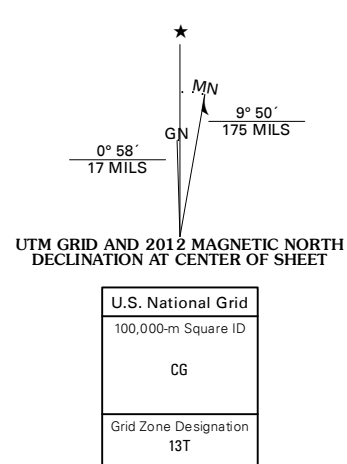 ★
MN
9° 50´
175 MILS
GN
0° 58´
17 MILS
UTM GRID AND 2012 MAGNETIC NORTH
DECLINATION AT CENTER OF SHEET
U.S. National Grid
100,000-m Square ID
CG
Grid Zone Designation
13T